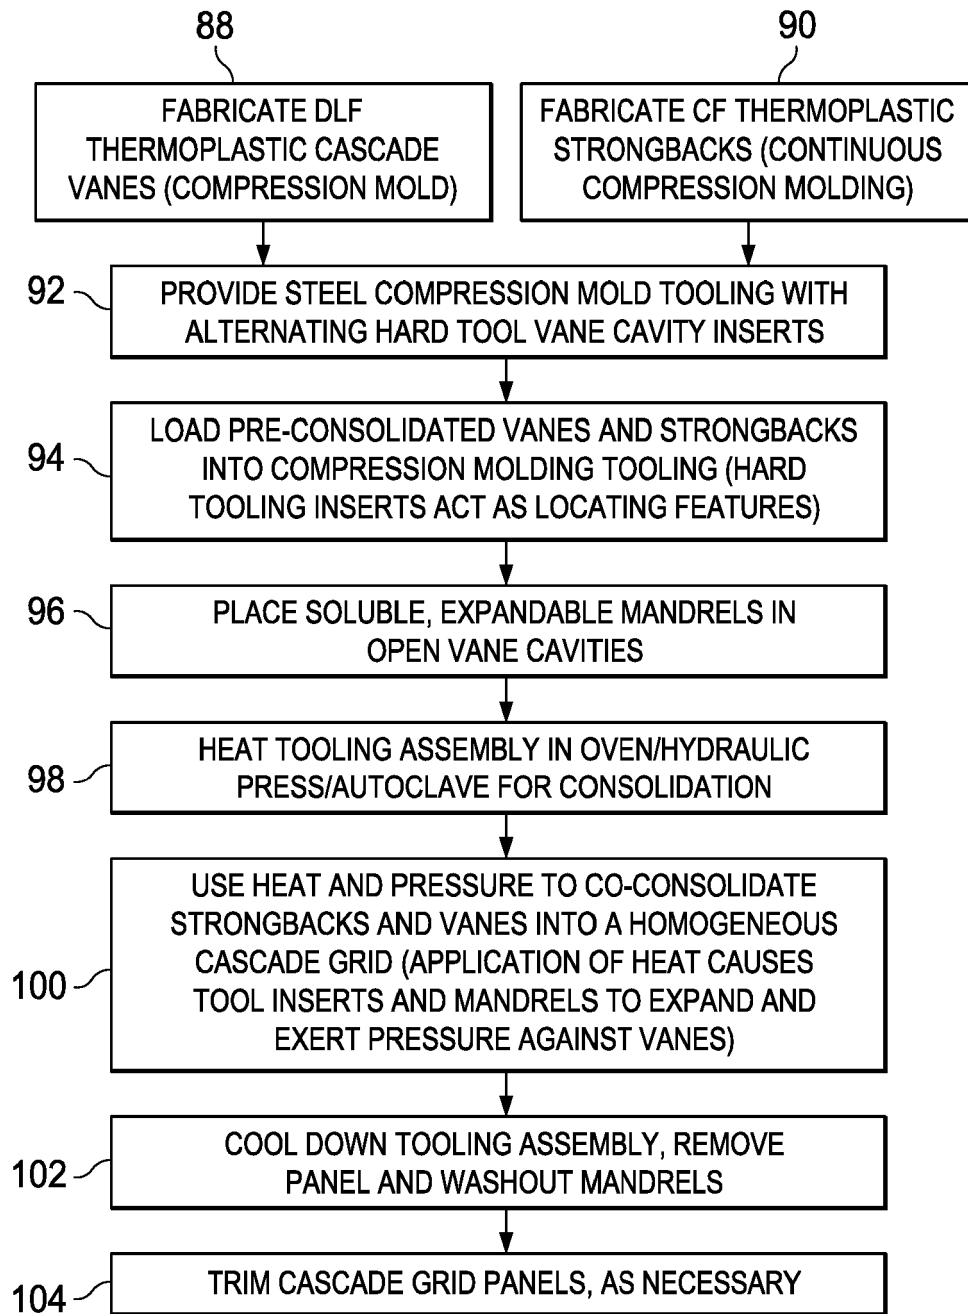 88
FABRICATE DLF
THERMOPLASTIC CASCADE
VANES (COMPRESSION MOLD)
90
FABRICATE CF THERMOPLASTIC
STRONGBACKS (CONTINUOUS
COMPRESSION MOLDING)
92
PROVIDE STEEL COMPRESSION MOLD TOOLING WITH
ALTERNATING HARD TOOL VANE CAVITY INSERTS
94
LOAD PRE-CONSOLIDATED VANES AND STRONGBACKS
INTO COMPRESSION MOLDING TOOLING (HARD
TOOLING INSERTS ACT AS LOCATING FEATURES)
96
PLACE SOLUBLE, EXPANDABLE MANDRELS IN
OPEN VANE CAVITIES
98
HEAT TOOLING ASSEMBLY IN OVEN/HYDRAULIC
PRESS/AUTOCLAVE FOR CONSOLIDATION
100
USE HEAT AND PRESSURE TO CO-CONSOLIDATE
STRONGBACKS AND VANES INTO A HOMOGENEOUS
CASCADE GRID (APPLICATION OF HEAT CAUSES
TOOL INSERTS AND MANDRELS TO EXPAND AND
EXERT PRESSURE AGAINST VANES)
102
COOL DOWN TOOLING ASSEMBLY, REMOVE
PANEL AND WASHOUT MANDRELS
104
TRIM CASCADE GRID PANELS, AS NECESSARY